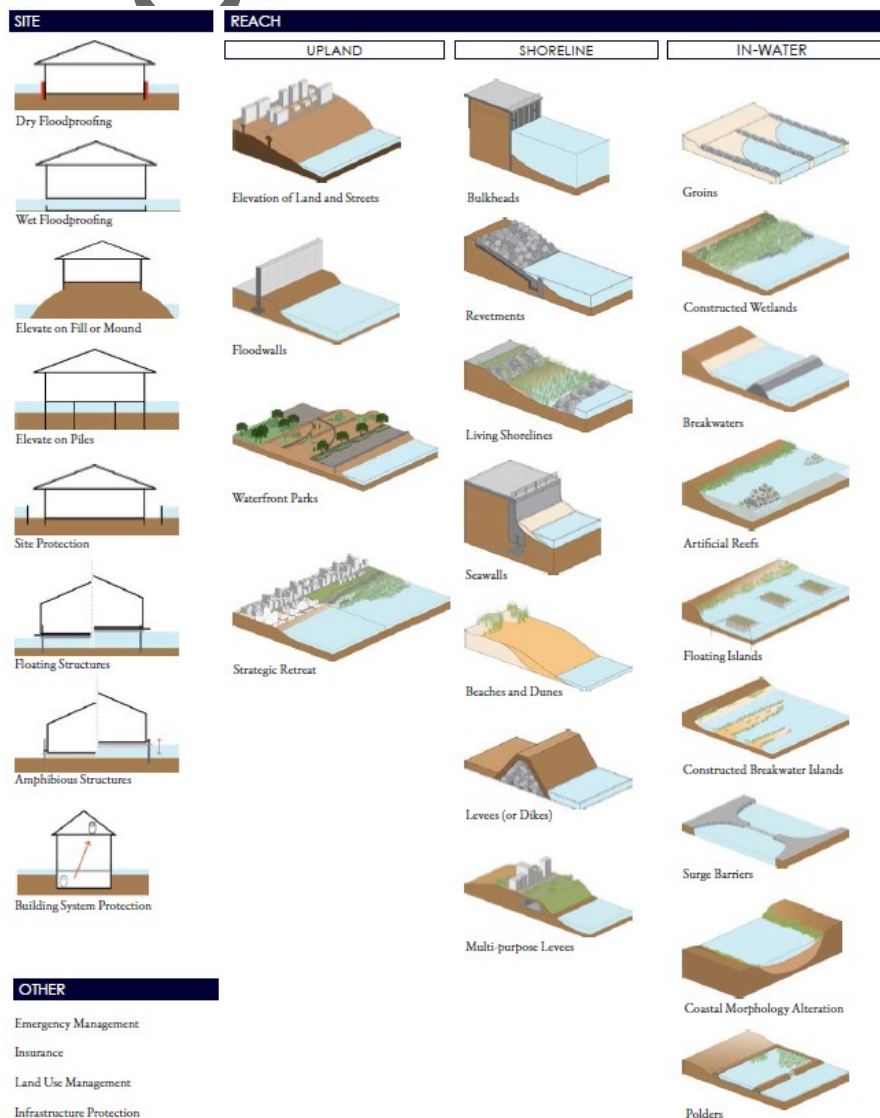 SITE
Dry Floodproofing
Wet Floodproofing
Elevate on Fill or Mound
Elevate on Piles
Site Protection
Floating Structures
Amphibious Structures
Building System Protection
OTHER
Emergency Management
Insurance
Land Use Management
Infrastructure Protection
REACH
UPLAND
Elevation of Land and Streets
Floodwalls
Waterfront Parks
Strategic Retreat
SHORELINE
Bulkheads
Revetments
Living Shorelines
Seawalls
Beaches and Dunes
Levees (or Dikes)
Multi-purpose Levees
IN-WATER
Groins
Constructed Wetlands
Breakwaters
Artificial Reefs
Floating Islands
Constructed Breakwater Islands
Surge Barriers
Coastal Morphology Alteration
Polders